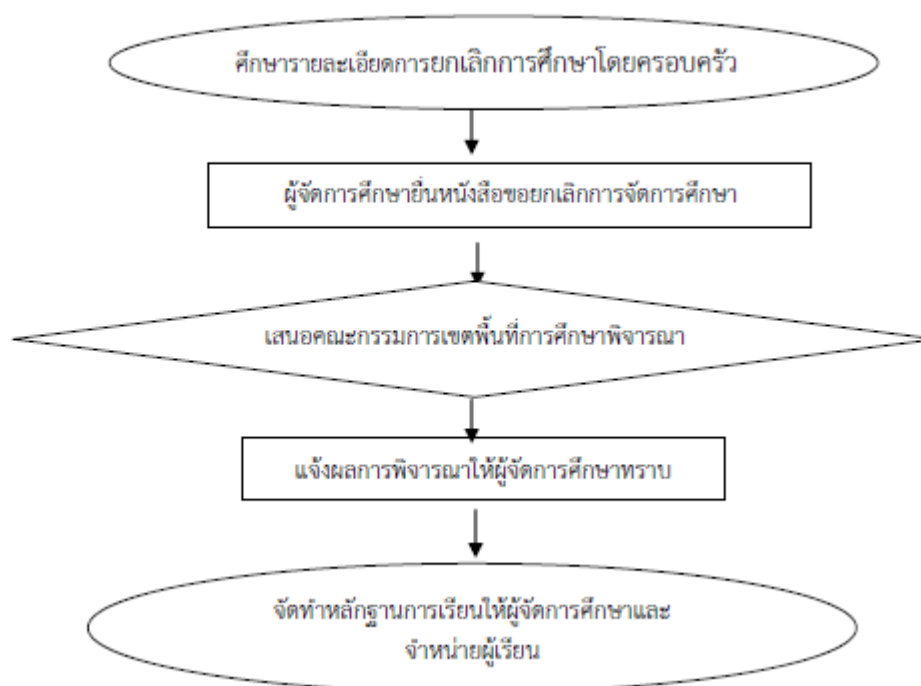 ศึกษารายละเอียดการยกเลิกการศึกษาโดยครอบครัว
ผู้จัดการศึกษายื่นหนังสือขอยกเลิกการจัดการศึกษา
เสนอคณะกรรมการเขตพื้นที่การศึกษาพิจารณา
แจ้งผลการพิจารณาให้ผู้จัดการศึกษาทราบ
จัดทำหลักฐานการเรียนให้ผู้จัดการศึกษาและ
จำหน่ายผู้เรียน